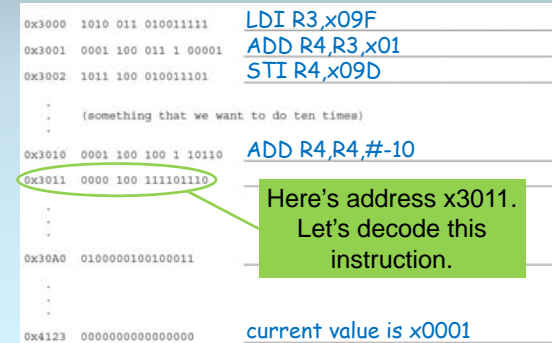 0x3000 1010 011 010011111 LDI R3,x09F
0x3001 0001 100 011 1 00001 ADD R4,R3,x01
0x3002 1011 100 010011101 STI R4,x09D
.
. (something that we want to do ten times)
.
0x3010 0001 100 100 1 10110 ADD R4,R4,#-10
0x3011 0000 100 111101110
Here's address x3011.
Let's decode this
instruction.
.
.
.
0x30A0 0100000100100011
.
.
.
0x4123 0000000000000000 current value is x0001